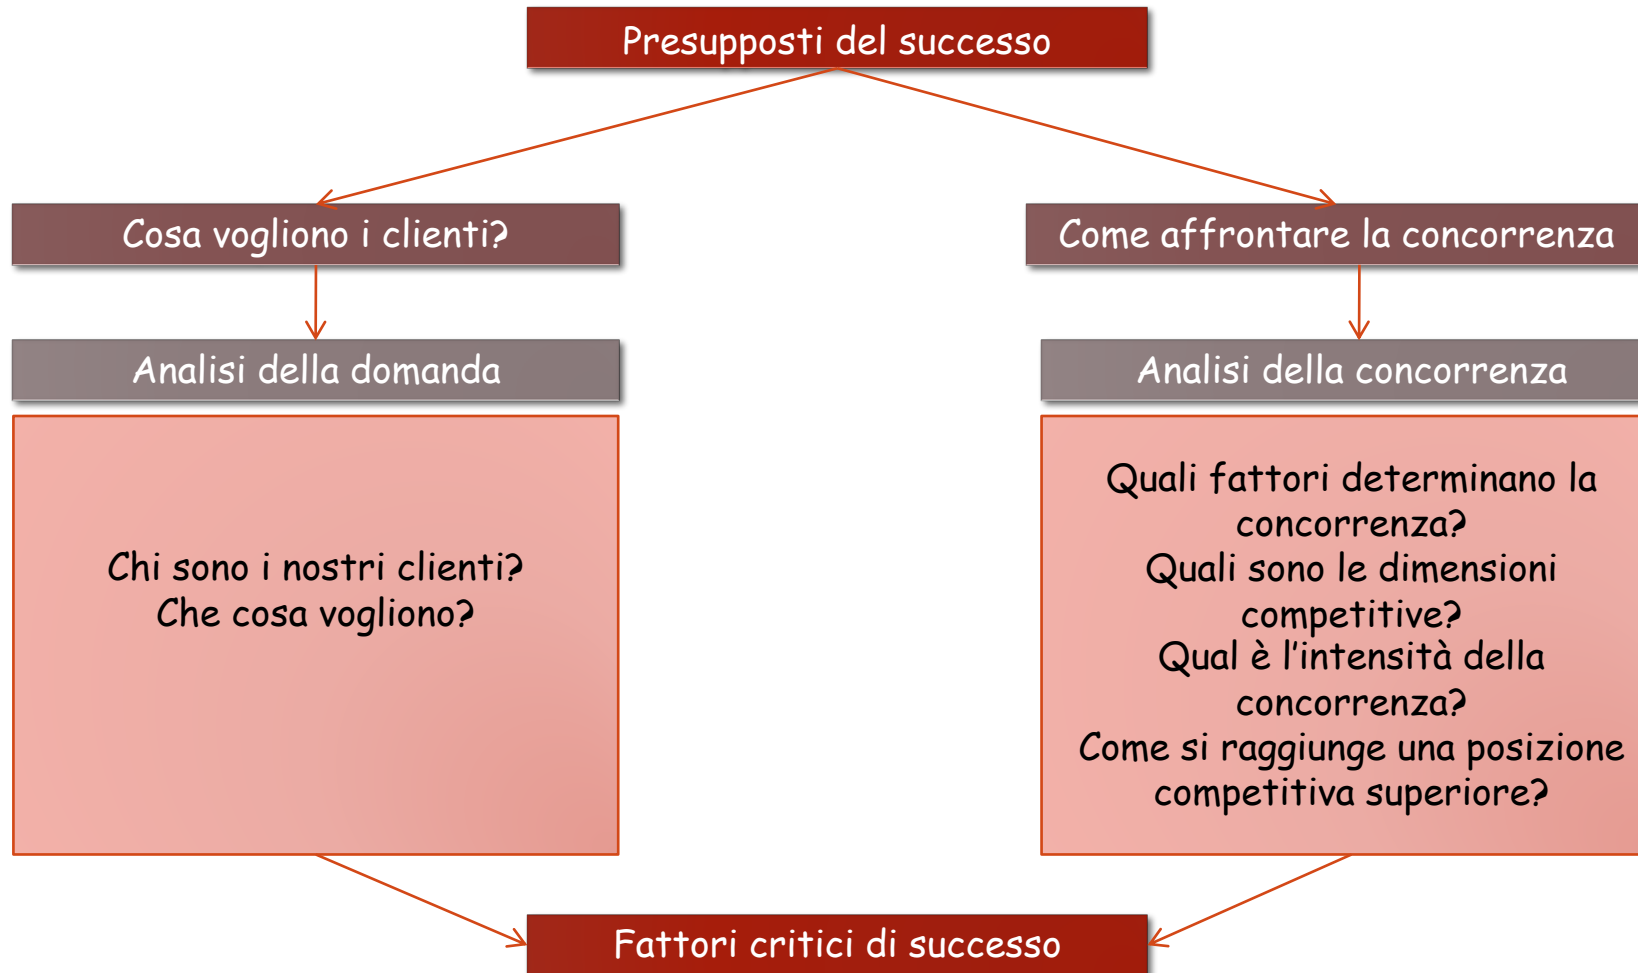 Presupposti del successo
Cosa vogliono i clienti?
Come affrontare la concorrenza
Analisi della domanda
Analisi della concorrenza
Chi sono i nostri clienti?
Che cosa vogliono?
Quali fattori determinano la
concorrenza?
Quali sono le dimensioni
competitive?
Qual è l'intensità della
concorrenza?
Come si raggiunge una posizione
competitiva superiore?
Fattori critici di successo